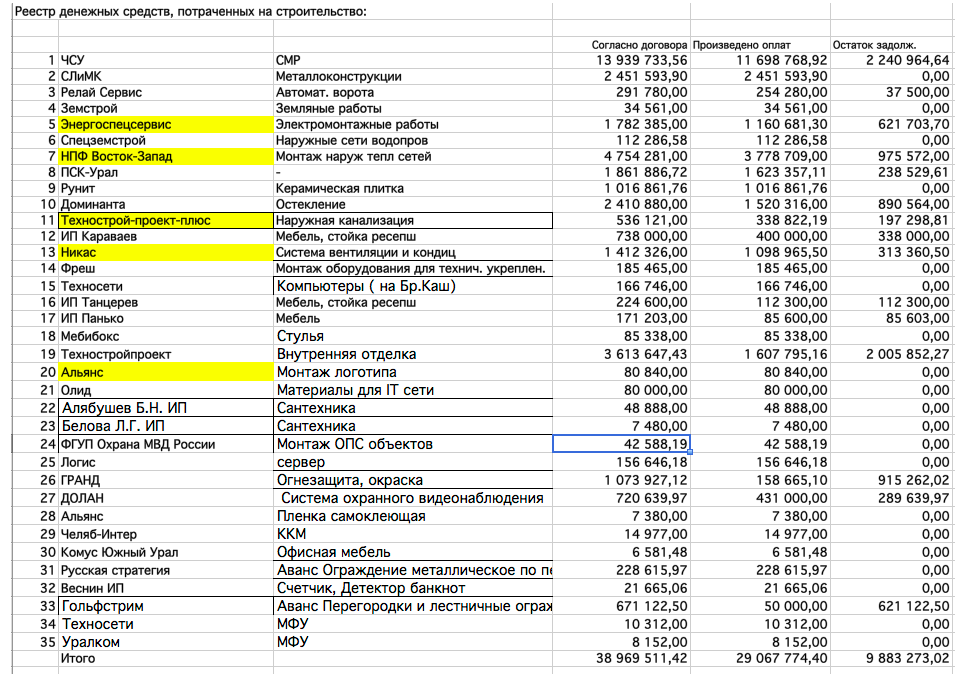 Реестр денежных средств, потраченных на строительство:
Согласно договора Произведено оплат Остаток задолж.
1 ЧСУ СМР 13 939 733,56 11 698 768,92 2 240 964,64
2 СЛиМК Металлоконструкции 2 451 593,90 2 451 593,90 0,00
3 Релай Сервис Автомат. ворота 291 780,00 254 280,00 37 500,00
4 Земстрой Земляные работы 34 561,00 34 561,00 0,00
5 Энергоспецсервис Электромонтажные работы 1 782 385,00 1 160 681,30 621 703,70
6 Спецземстрой Наружные сети водопров 112 286,58 112 286,58 0,00
7 НПФ Восток-Запад Монтаж наруж тепл сетей 4 754 281,00 3 778 709,00 975 572,00
8 ПСК-Урал - 1 861 886,72 1 623 357,11 238 529,61
9 Рунит Керамическая плитка 1 016 861,76 1 016 861,76 0,00
10 Доминанта Остекление 2 410 880,00 1 520 316,00 890 564,00
11 Технострой-проект-плюс Наружная канализация 536 121,00 338 822,19 197 298,81
12 ИП Караваев Мебель, стойка ресепш 738 000,00 400 000,00 338 000,00
13 Никас Система вентиляции и кондиц 1 412 326,00 1 098 965,50 313 360,50
14 Фреш Монтаж оборудования для технич. укреплен. 185 465,00 185 465,00 0,00
15 Техносети Компьютеры ( на Бр.Каш) 166 746,00 166 746,00 0,00
16 ИП Танцерев Мебель, стойка ресепш 224 600,00 112 300,00 112 300,00
17 ИП Панько Мебель 171 203,00 85 600,00 85 603,00
18 Мебибокс Стулья 85 338,00 85 338,00 0,00
19 Техностройпроект Внутренняя отделка 3 613 647,43 1 607 795,16 2 005 852,27
20 Альянс Монтаж логотипа 80 840,00 80 840,00 0,00
21 Олид Материалы для IT сети 80 000,00 80 000,00 0,00
22 Алябушев Б.Н. ИП Сантехника 48 888,00 48 888,00 0,00
23 Белова Л.Г. ИП Сантехника 7 480,00 7 480,00 0,00
24 ФГУП Охрана МВД России Монтаж ОПС объектов 42 588,19 42 588,19 0,00
25 Логис сервер 156 646,18 156 646,18 0,00
26 ГРАНД Огнезащита, окраска 1 073 927,12 158 665,10 915 262,02
27 ДОЛАН Система охранного видеонаблюдения 720 639,97 431 000,00 289 639,97
28 Альянс Пленка самоклеющая 7 380,00 7 380,00 0,00
29 Челяб-Интер ККМ 14 977,00 14 977,00 0,00
30 Комус Южный Урал Офисная мебель 6 581,48 6 581,48 0,00
31 Русская стратегия Аванс Ограждение металлическое по пе 228 615,97 228 615,97 0,00
32 Веснин ИП Счетчик, Детектор банкнот 21 665,06 21 665,06 0,00
33 Гольфстрим Аванс Перегородки и лестничные ограж 671 122,50 50 000,00 621 122,50
34 Техносети МФУ 10 312,00 10 312,00 0,00
35 Уралком МФУ 8 152,00 8 152,00 0,00
Итого 38 969 511,42 29 067 774,40 9 883 273,02